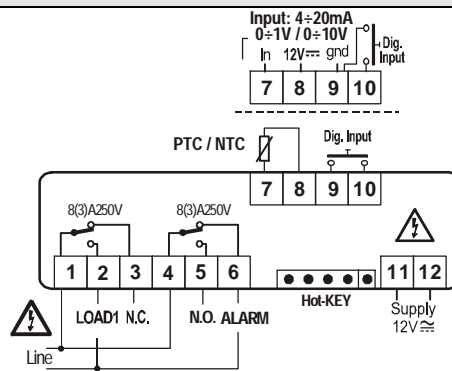 Input: 4÷20mA
0÷1V / 0÷10V
In 12V⎓ gnd
Dig.
Input
7 8 9 10
PTC / NTC
Dig. Input
7 8 9 10
8(3)A250V 8(3)A250V
1 2 3 4 5 6
11 12
LOAD1 N.C. N.O. ALARM
Hot-KEY
Supply
12V≅
Line